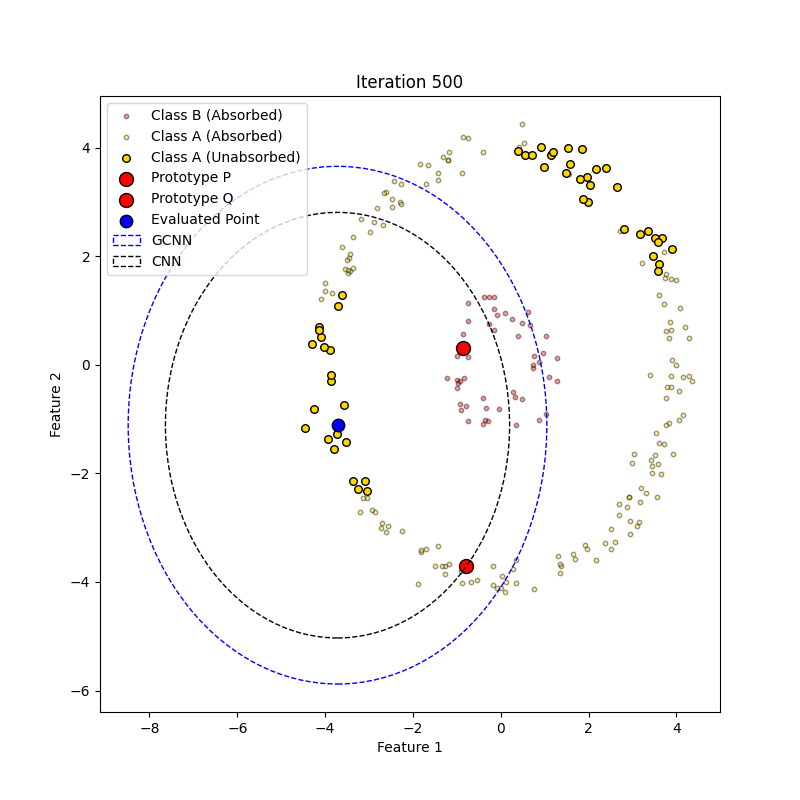 Iteration 500
Class B (Absorbed)
Class A (Absorbed)
Class A (Unabsorbed)
Prototype P
Prototype Q
Evaluated Point
GCNN
CNN
4
2
0
−2
−4
−6
Feature 2
−8 −6 −4 −2 0 2 4
Feature 1